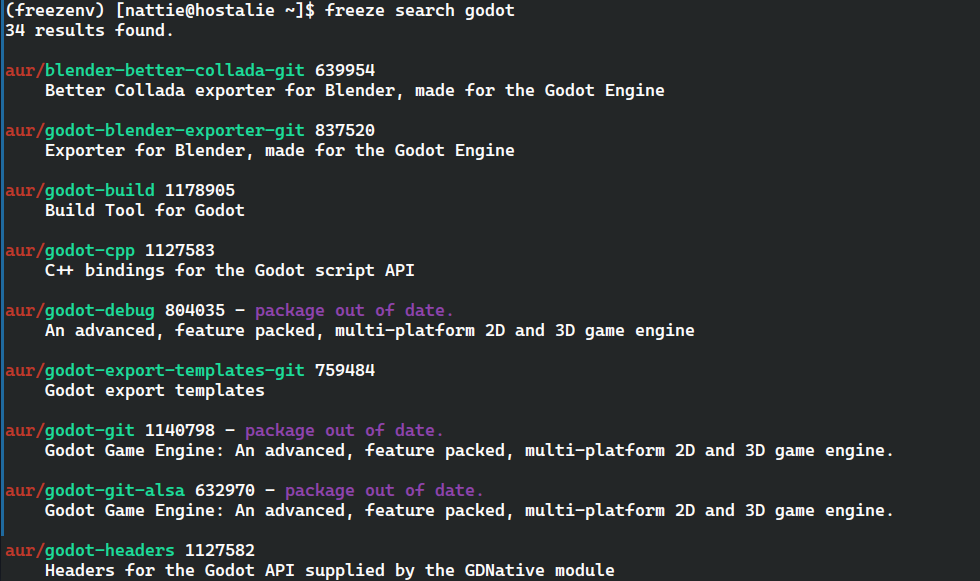 (freezenv) [nattie@hostalie ~]$ freeze search godot
34 results found.
aur/blender-better-collada-git 639954
Better Collada exporter for Blender, made for the Godot Engine
aur/godot-blender-exporter-git 837520
Exporter for Blender, made for the Godot Engine
aur/godot-build 1178905
Build Tool for Godot
aur/godot-cpp 1127583
C++ bindings for the Godot script API
aur/godot-debug 804035 - package out of date.
An advanced, feature packed, multi-platform 2D and 3D game engine
aur/godot-export-templates-git 759484
Godot export templates
aur/godot-git 1140798 - package out of date.
Godot Game Engine: An advanced, feature packed, multi-platform 2D and 3D game engine.
aur/godot-git-alsa 632970 - package out of date.
Godot Game Engine: An advanced, feature packed, multi-platform 2D and 3D game engine.
aur/godot-headers 1127582
Headers for the Godot API supplied by the GDNative module